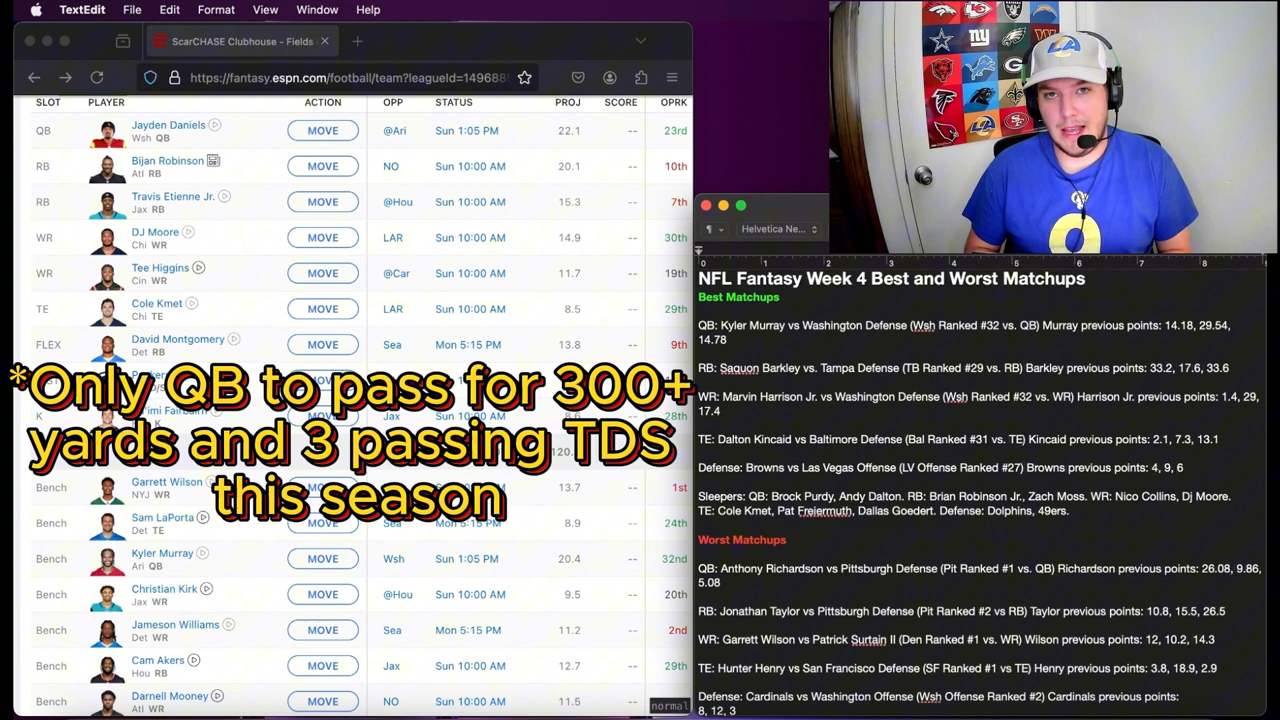 TextEdit File Edit Format View Window Help
ScarCHASE Clubhouse - Fields
https://fantasy.espn.com/football/team?leagueId=149688
SLOT PLAYER ACTION OPP STATUS PROJ SCORE OPRK
QB Jayden Daniels MOVE @Ari Sun 1:05 PM 22.1 -- 23rd
Wsh QB
RB Bijan Robinson MOVE NO Sun 10:00 AM 20.1 -- 10th
Atl RB
RB Travis Etienne Jr. MOVE @Hou Sun 10:00 AM 15.3 -- 7th
Jax RB
WR DJ Moore MOVE LAR Sun 10:00 AM 14.9 -- 30th
Chi WR
WR Tee Higgins MOVE @Car Sun 10:00 AM 11.7 -- 19th
Cin WR
TE Cole Kmet MOVE LAR Sun 10:00 AM 8.5 -- 29th
Chi TE
FLEX David Montgomery MOVE Sea Mon 5:15 PM 13.8 -- 9th
Det RB
*Only QB to pass for 300+
yards and 3 passing TDS
this season
K Jax 8.6 28th
Bench Garrett Wilson 13.7 -- 1st
NYJ WR
Bench Sam LaPorta MOVE Sea Mon 5:15 PM 8.9 -- 24th
Det TE
Bench Kyler Murray MOVE Wsh Sun 1:05 PM 20.4 -- 32nd
Ari QB
Bench Christian Kirk MOVE @Hou Sun 10:00 AM 9.5 -- 20th
Jax WR
Bench Jameson Williams MOVE Sea Mon 5:15 PM 11.2 -- 2nd
Det WR
Bench Cam Akers MOVE Jax Sun 10:00 AM 12.7 -- 29th
Hou RB
Bench Darnell Mooney MOVE NO Sun 10:00 AM 11.5 --
Atl WR
normal
Helvetica Ne...
0 1 2 3 4 5 6 7 8
NFL Fantasy Week 4 Best and Worst Matchups
Best Matchups
QB: Kyler Murray vs Washington Defense (Wsh Ranked #32 vs. QB) Murray previous points: 14.18, 29.54,
14.78
RB: Saquon Barkley vs. Tampa Defense (TB Ranked #29 vs. RB) Barkley previous points: 33.2, 17.6, 33.6
WR: Marvin Harrison Jr. vs Washington Defense (Wsh Ranked #32 vs. WR) Harrison Jr. previous points: 1.4, 29,
17.4
TE: Dalton Kincaid vs Baltimore Defense (Bal Ranked #31 vs. TE) Kincaid previous points: 2.1, 7.3, 13.1
Defense: Browns vs Las Vegas Offense (LV Offense Ranked #27) Browns previous points: 4, 9, 6
Sleepers: QB: Brock Purdy, Andy Dalton. RB: Brian Robinson Jr., Zach Moss. WR: Nico Collins, Dj Moore.
TE: Cole Kmet, Pat Freiermuth, Dallas Goedert. Defense: Dolphins, 49ers.
Worst Matchups
QB: Anthony Richardson vs Pittsburgh Defense (Pit Ranked #1 vs. QB) Richardson previous points: 26.08, 9.86,
5.08
RB: Jonathan Taylor vs Pittsburgh Defense (Pit Ranked #2 vs RB) Taylor previous points: 10.8, 15.5, 26.5
WR: Garrett Wilson vs Patrick Surtain II (Den Ranked #1 vs. WR) Wilson previous points: 12, 10.2, 14.3
TE: Hunter Henry vs San Francisco Defense (SF Ranked #1 vs TE) Henry previous points: 3.8, 18.9, 2.9
Defense: Cardinals vs Washington Offense (Wsh Offense Ranked #2) Cardinals previous points:
8, 12, 3